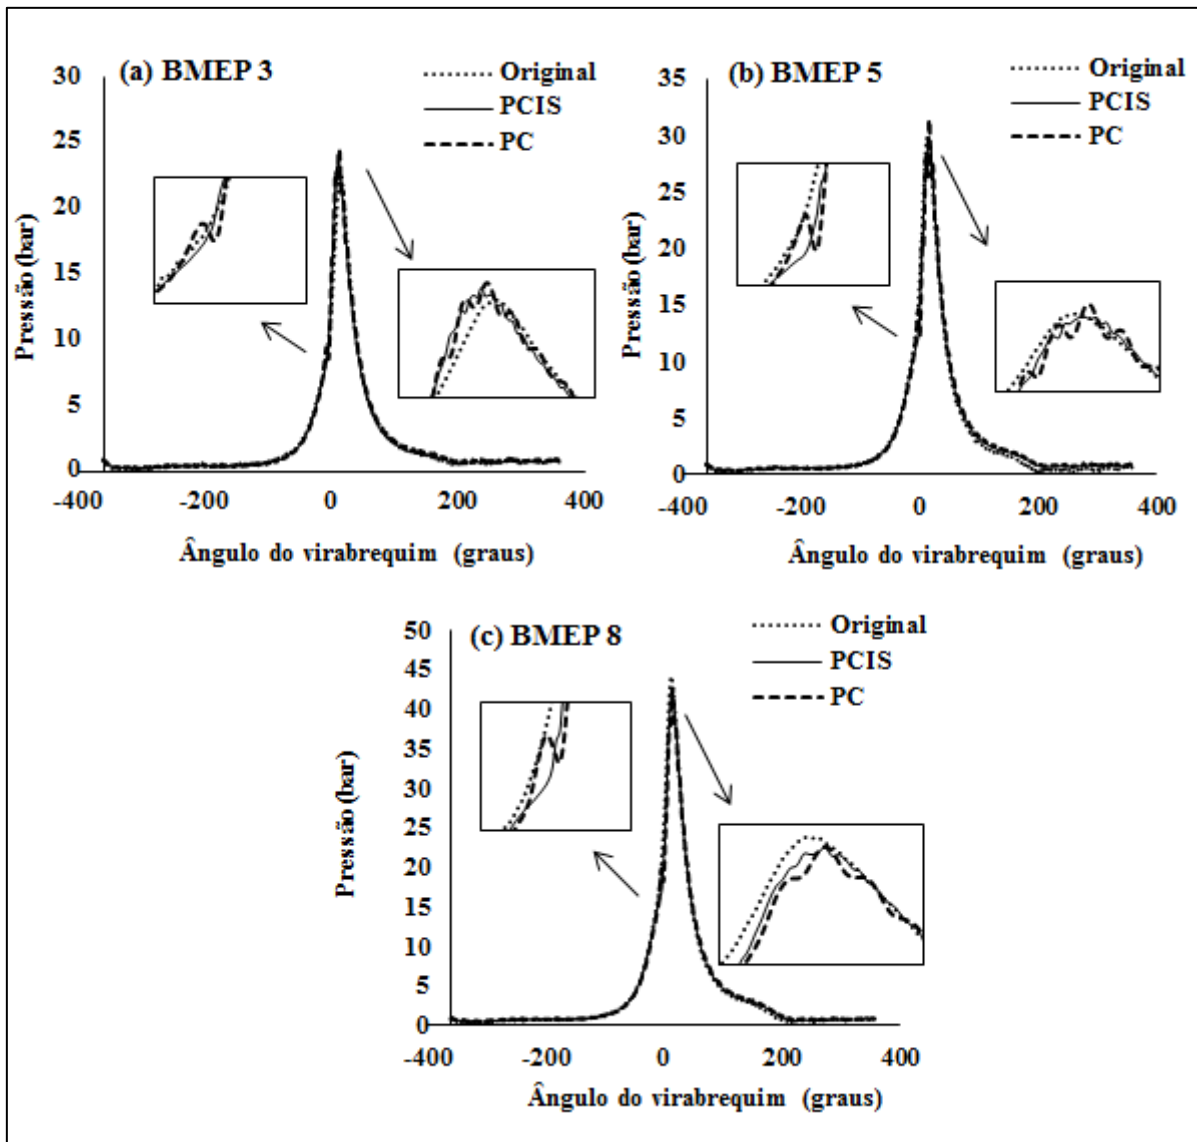 (a) BMEP 3
Original
PCIS
PC
30
25
20
15
10
5
0
-400
-200
0
200
400
Pressão (bar)
Ângulo do virabrequim (graus)
(b) BMEP 5
Original
PCIS
PC
35
30
25
20
15
10
5
0
-400
-200
0
200
400
Pressão (bar)
Ângulo do virabrequim (graus)
(c) BMEP 8
Original
PCIS
PC
50
45
40
35
30
25
20
15
10
5
0
-400
-200
0
200
400
Pressão (bar)
Ângulo do virabrequim (graus)